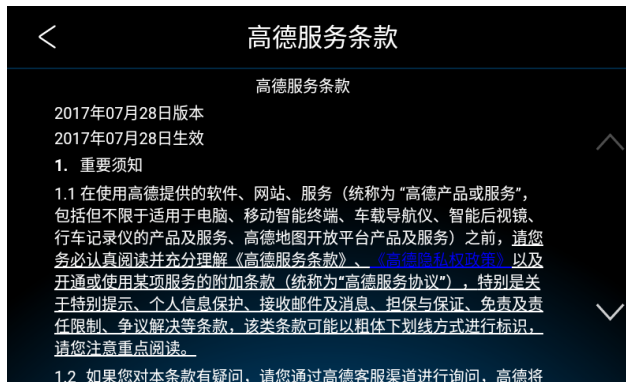 高德服务条款
高德服务条款
2017年07月28日版本
2017年07月28日生效
1. 重要须知
1.1 在使用高德提供的软件、网站、服务（统称为 “高德产品或服务”，
包括但不限于适用于电脑、移动智能终端、车载导航仪、智能后视镜、
行车记录仪的产品及服务、高德地图开放平台产品及服务）之前，请您
务必认真阅读并充分理解《高德服务条款》、《高德隐私权政策》以及
开通或使用某项服务的附加条款（统称为“高德服务协议”），特别是关
于特别提示、个人信息保护、接收邮件及消息、担保与保证、免责及责
任限制、争议解决等条款，该类条款可能以粗体下划线方式进行标识，
请您注意重点阅读。
1.2 如果您对本条款有疑问，请您通过高德客服渠道进行询问，高德将